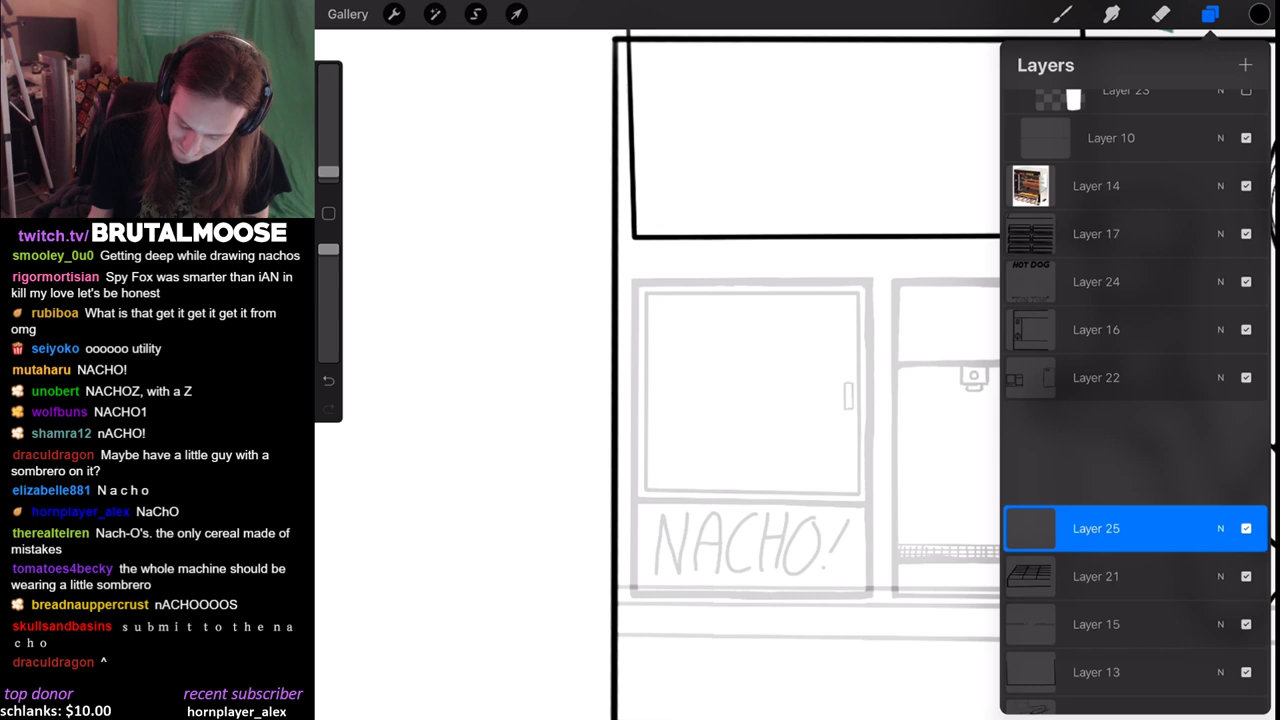 Gallery
Layers
Layer 23 N
Layer 10 N
Layer 14 N
Layer 17 N
HOT DOG
Layer 24 N
Layer 16 N
Layer 22 N
Layer 25 N
Layer 21 N
Layer 15 N
Layer 13 N
NACHO!
twitch.tv/BRUTALMOOSE
smooley_0u0 Getting deep while drawing nachos
rigormortisian Spy Fox was smarter than iAN in
kill my love let's be honest
rubiboa What is that get it get it get it from
omg
seiyoko oooooo utility
mutaharu NACHO!
unobert NACHOZ, with a Z
wolfbuns NACHO1
shamra12 nACHO!
draculdragon Maybe have a little guy with a
sombrero on it?
elizabelle881 N a c h o
hornplayer_alex NaChO
therealtelren Nach-O's. the only cereal made of
mistakes
tomatoes4becky the whole machine should be
wearing a little sombrero
breadnauppercrust nACHOOOOS
skullsandbasins s u b m i t t o t h e n a
c h o
draculdragon ^
top donor recent subscriber
schlanks: $10.00 hornplayer_alex